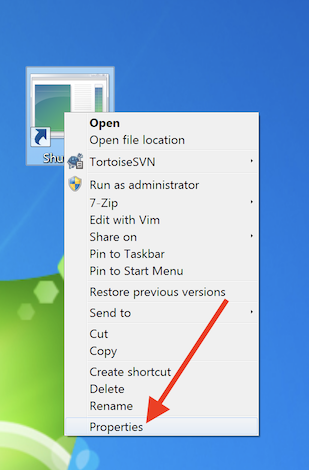 Shu
Open
Open file location
TortoiseSVN
Run as administrator
7-Zip
Edit with Vim
Share on
Pin to Taskbar
Pin to Start Menu
Restore previous versions
Send to
Cut
Copy
Create shortcut
Delete
Rename
Properties